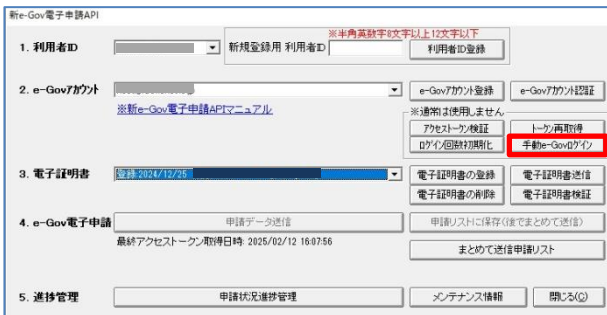 新e-Gov電子申請API
※半角英数字8文字以上12文字以下
1. 利用者ID 新規登録用 利用者ID 利用者ID登録
2. e-Govアカウント e-Govアカウント登録 e-Govアカウント認証
※新e-Gov電子申請APIマニュアル ※通常は使用しません
アクセストークン検証 トークン再取得
ログイン回数初期化 手動e-Govログイン
3. 電子証明書 登録:2024/12/25 電子証明書の登録 電子証明書送信
電子証明書の削除 電子証明書検証
4. e-Gov電子申請 申請データ送信 申請リストに保存(後でまとめて送信)
最終アクセストークン取得日時: 2025/02/12 16:07:56 まとめて送信申請リスト
5. 進捗管理 申請状況進捗管理 メンテナンス情報 閉じる(C)